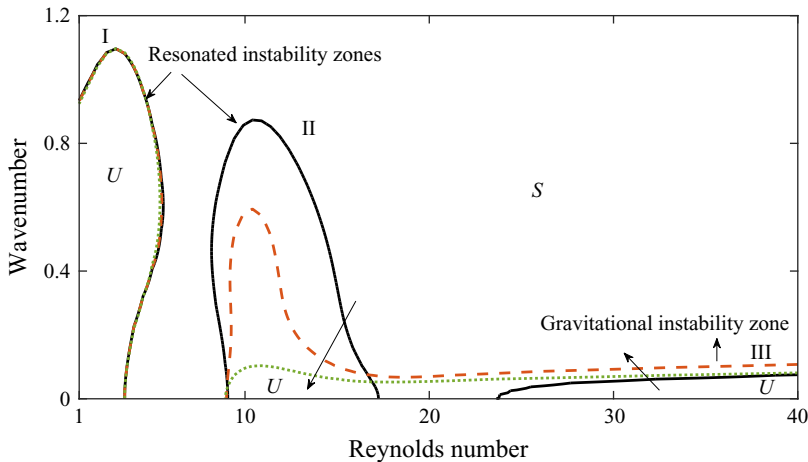 1.2
I
Resonated instability zones
0.8
II
U
S
Wavenumber
0.4
Gravitational instability zone
III
U
U
0
1
10
20
30
40
Reynolds number